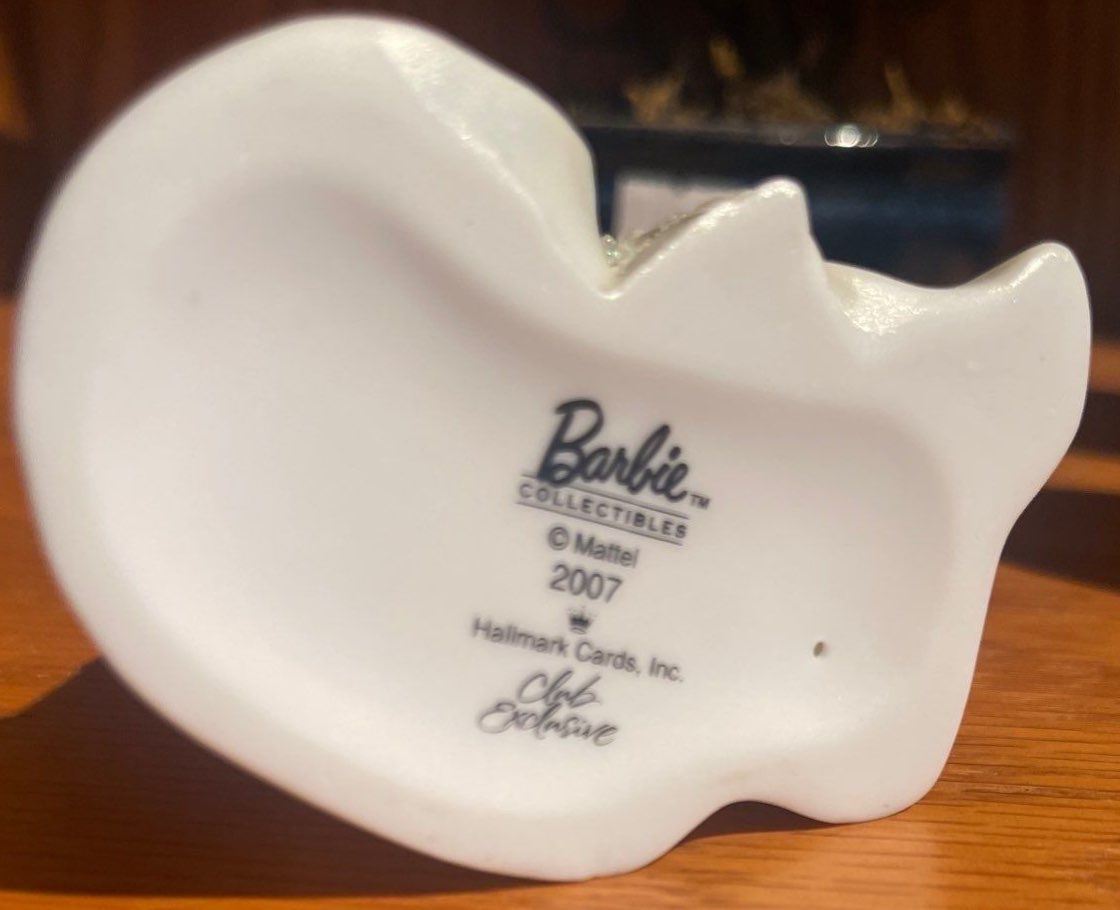 Barbie™
COLLECTIBLES
© Mattel
2007
Hallmark Cards, Inc.
Club
Exclusive